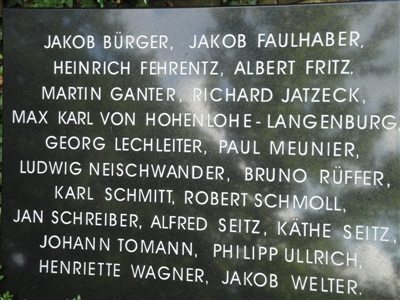 JAKOB BÜRGER, JAKOB FAULHABER,
HEINRICH FEHRENTZ, ALBERT FRITZ.
MARTIN GANTER, RICHARD JATZECK,
MAX KARL VON HOHENLOHE-LANGENBURG,
GEORG LECHLEITER, PAUL MEUNIER,
LUDWIG NEISCHWANDER, BRUNO RÜFFER,
KARL SCHMITT, ROBERT SCHMOLL,
JAN SCHREIBER, ALFRED SEITZ, KÄTHE SEITZ,
JOHANN TOMANN, PHILIPP ULLRICH,
HENRIETTE WAGNER, JAKOB WELTER.